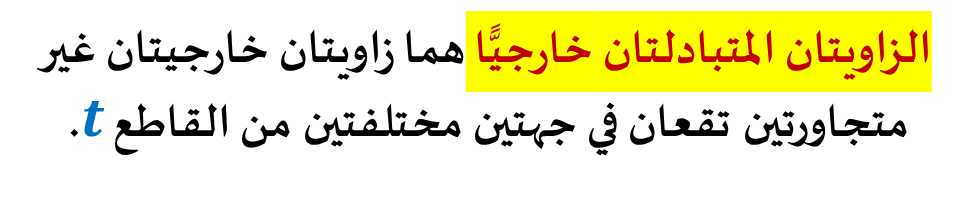 الزاويتان المتبادلتان خارجيًّا هما زاويتان خارجيتان غير
متجاورتين تقعان في جهتين مختلفتين من القاطع t.